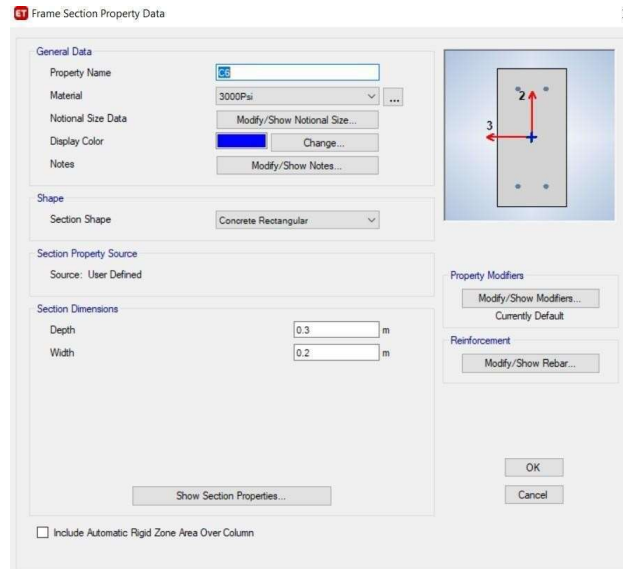 ET Frame Section Property Data
General Data
Property Name C6
Material 3000Psi ...
Notional Size Data Modify/Show Notional Size...
Display Color Change...
Notes Modify/Show Notes...
2
3
Shape
Section Shape Concrete Rectangular
Section Property Source
Source: User Defined
Property Modifiers
Modify/Show Modifiers...
Currently Default
Section Dimensions
Depth 0.3 m
Width 0.2 m
Reinforcement
Modify/Show Rebar...
Show Section Properties...
OK
Cancel
Include Automatic Rigid Zone Area Over Column